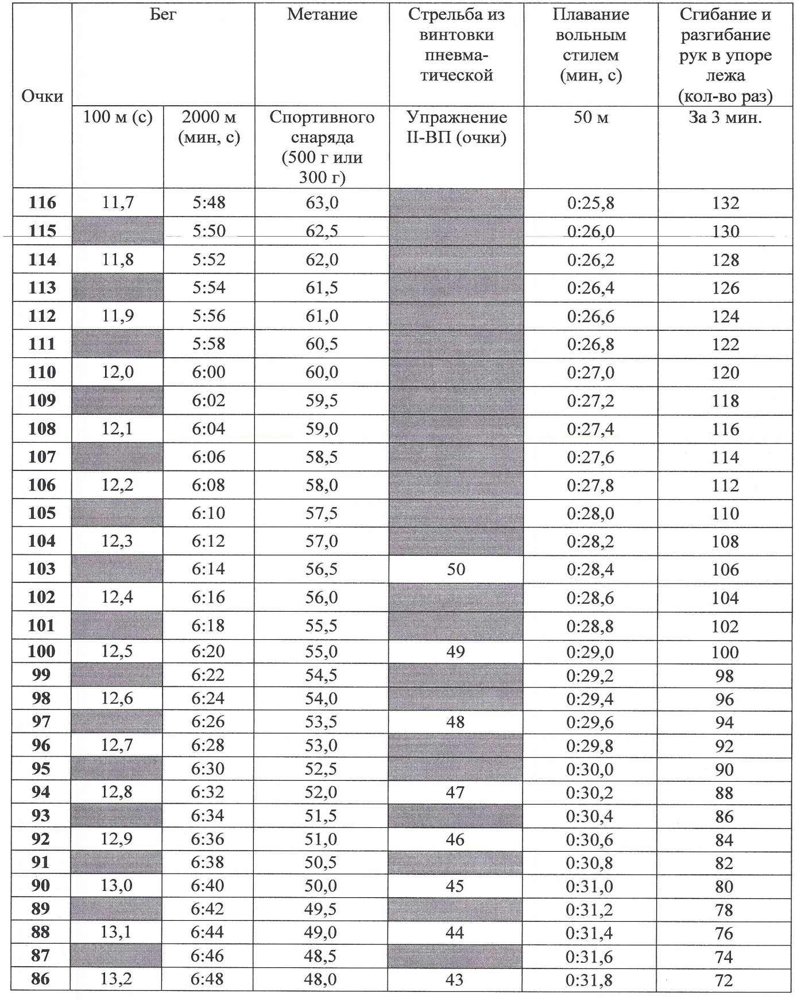 Очки
Бег
Метание
Стрельба из
винтовки
пневма-
тической
Плавание
вольным
стилем
(мин, с)
Сгибание и
разгибание
рук в упоре
лежа
(кол-во раз)
100 м (с)
2000 м
(мин, с)
Спортивного
снаряда
(500 г или
300 г)
Упражнение
II-ВП (очки)
50 м
За 3 мин.
116 11,7 5:48 63,0 0:25,8 132
115 5:50 62,5 0:26,0 130
114 11,8 5:52 62,0 0:26,2 128
113 5:54 61,5 0:26,4 126
112 11,9 5:56 61,0 0:26,6 124
111 5:58 60,5 0:26,8 122
110 12,0 6:00 60,0 0:27,0 120
109 6:02 59,5 0:27,2 118
108 12,1 6:04 59,0 0:27,4 116
107 6:06 58,5 0:27,6 114
106 12,2 6:08 58,0 0:27,8 112
105 6:10 57,5 0:28,0 110
104 12,3 6:12 57,0 0:28,2 108
103 6:14 56,5 50 0:28,4 106
102 12,4 6:16 56,0 0:28,6 104
101 6:18 55,5 0:28,8 102
100 12,5 6:20 55,0 49 0:29,0 100
99 6:22 54,5 0:29,2 98
98 12,6 6:24 54,0 0:29,4 96
97 6:26 53,5 48 0:29,6 94
96 12,7 6:28 53,0 0:29,8 92
95 6:30 52,5 0:30,0 90
94 12,8 6:32 52,0 47 0:30,2 88
93 6:34 51,5 0:30,4 86
92 12,9 6:36 51,0 46 0:30,6 84
91 6:38 50,5 0:30,8 82
90 13,0 6:40 50,0 45 0:31,0 80
89 6:42 49,5 0:31,2 78
88 13,1 6:44 49,0 44 0:31,4 76
87 6:46 48,5 0:31,6 74
86 13,2 6:48 48,0 43 0:31,8 72